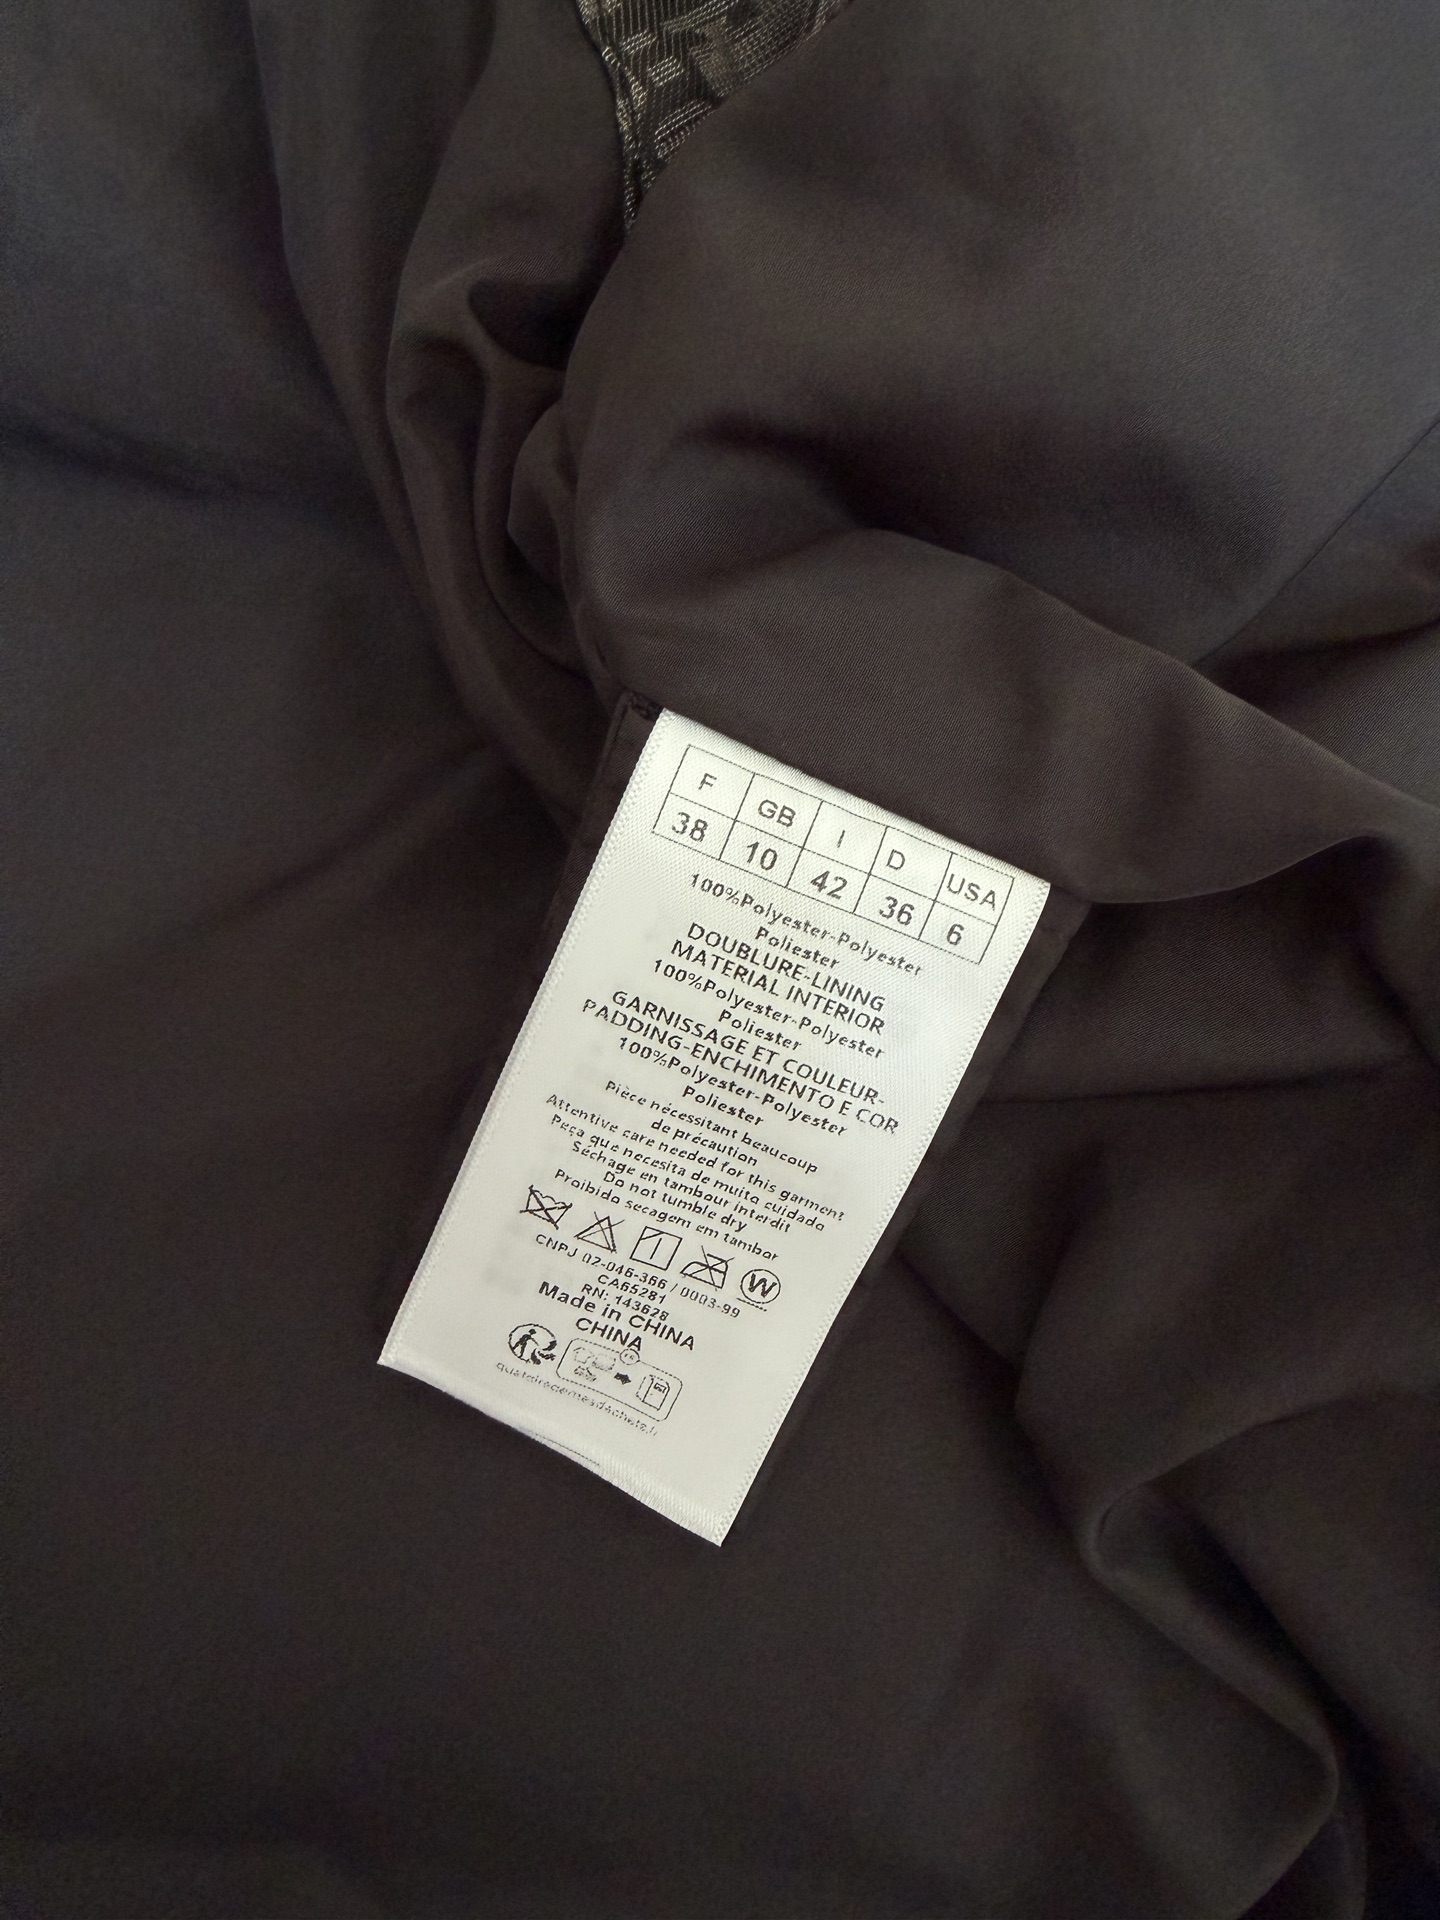 F GB I D USA
38 10 42 36 6
100%Polyester-Polyester
Poliester
DOUBLURE-LINING
MATERIAL INTERIOR
100%Polyester-Polyester
Poliester
GARNISSAGE ET COULEUR-
PADDING-ENCHIMENTO E COR
100%Polyester-Polyester
Poliester
Pièce nécessitant beaucoup
de précaution
Attentive care needed for this garment
Peça que necesita de muito cuidado
Séchage en tambour interdit
Do not tumble dry
Proibido secagem em tambor
W
CNPJ 02-046-366 / 0003-99
CA65281
RN: 143628
Made in CHINA
CHINA
FR
quefairedemesdechets.fr